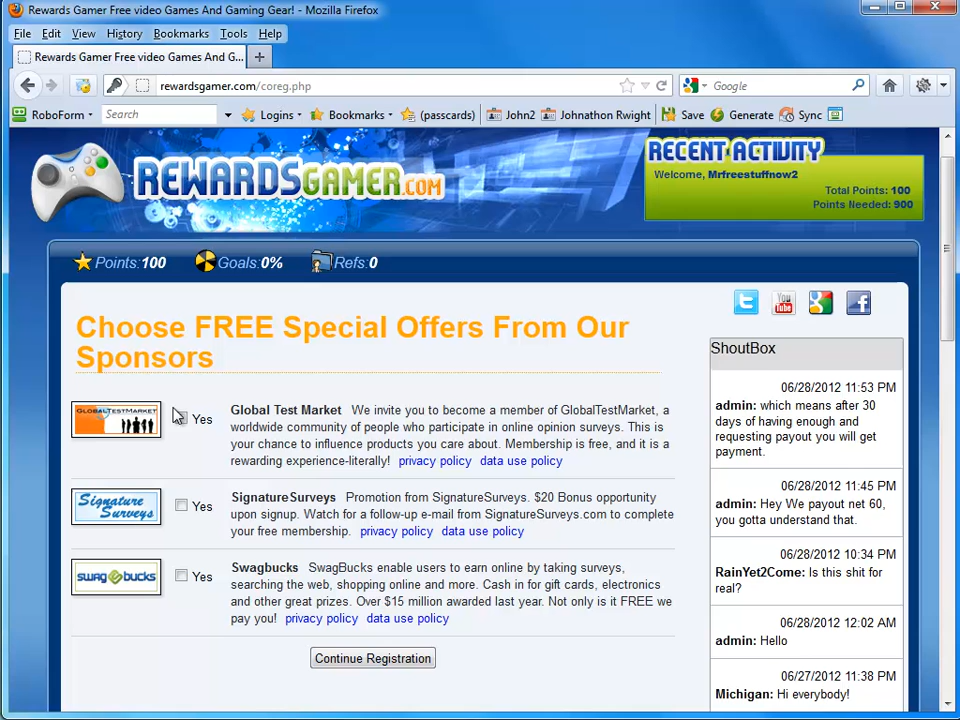 Rewards Gamer Free video Games And Gaming Gear! - Mozilla Firefox
File Edit View History Bookmarks Tools Help
Rewards Gamer Free video Games And G...
rewardsgamer.com/coreg.php
Google
RoboForm Search Logins Bookmarks (passcards) John2 Johnathon Rwight Save Generate Sync
REWARDSGAMER.COM
RECENT ACTIVITY
Welcome, Mrfreestuffnow2
Total Points: 100
Points Needed: 900
Points:100 Goals:0% Refs:0
Choose FREE Special Offers From Our
Sponsors
GLOBALTESTMARKET
Yes
Global Test Market We invite you to become a member of GlobalTestMarket, a
worldwide community of people who participate in online opinion surveys. This is
your chance to influence products you care about. Membership is free, and it is a
rewarding experience-literally! privacy policy data use policy
Signature
Surveys
Yes
SignatureSurveys Promotion from SignatureSurveys. $20 Bonus opportunity
upon signup. Watch for a follow-up e-mail from SignatureSurveys.com to complete
your free membership. privacy policy data use policy
swagbucks
Yes
Swagbucks SwagBucks enable users to earn online by taking surveys,
searching the web, shopping online and more. Cash in for gift cards, electronics
and other great prizes. Over $15 million awarded last year. Not only is it FREE we
pay you! privacy policy data use policy
Continue Registration
You
Tube
ShoutBox
06/28/2012 11:53 PM
admin: which means after 30
days of having enough and
requesting payout you will get
payment.
06/28/2012 11:45 PM
admin: Hey We payout net 60,
you gotta understand that.
06/28/2012 10:34 PM
RainYet2Come: Is this shit for
real?
06/28/2012 12:02 AM
admin: Hello
06/27/2012 11:38 PM
Michigan: Hi everybody!